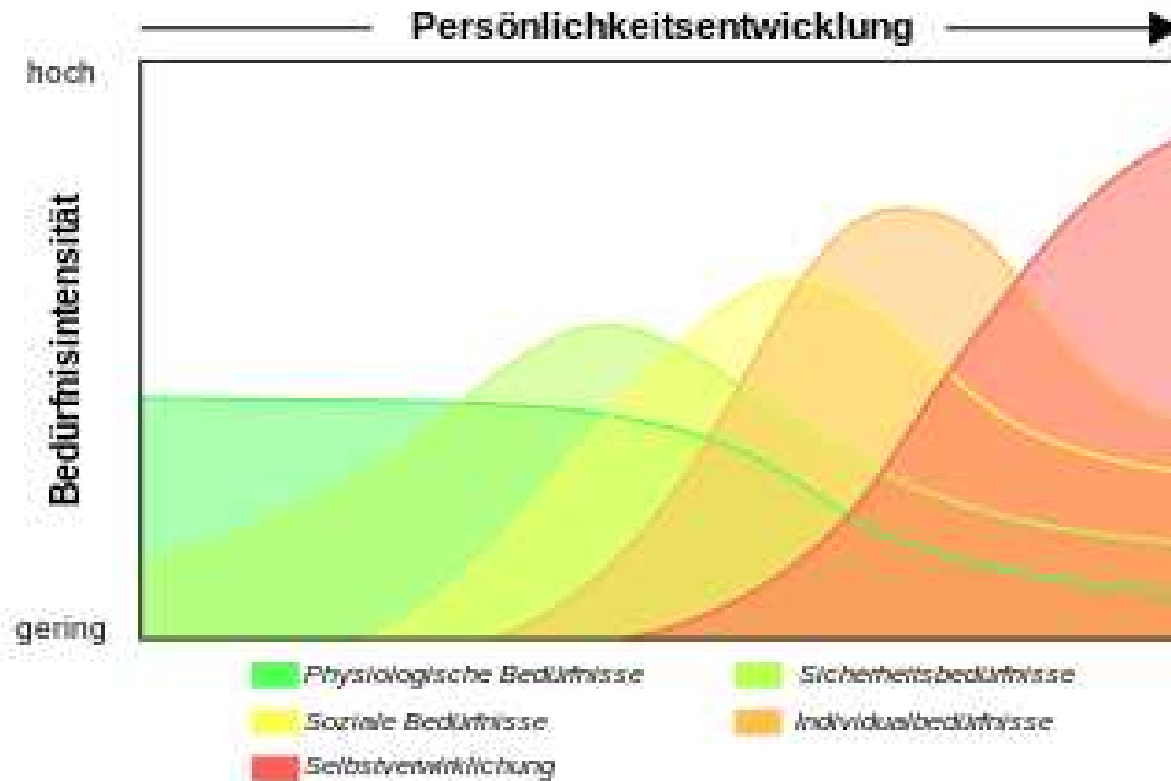 Persönlichkeitsentwicklung
hoch
Bedürfnisintensität
gering
Physiologische Bedürfnisse
Sicherheitsbedürfnisse
Soziale Bedürfnisse
Individualbedürfnisse
Selbstverwirklichung